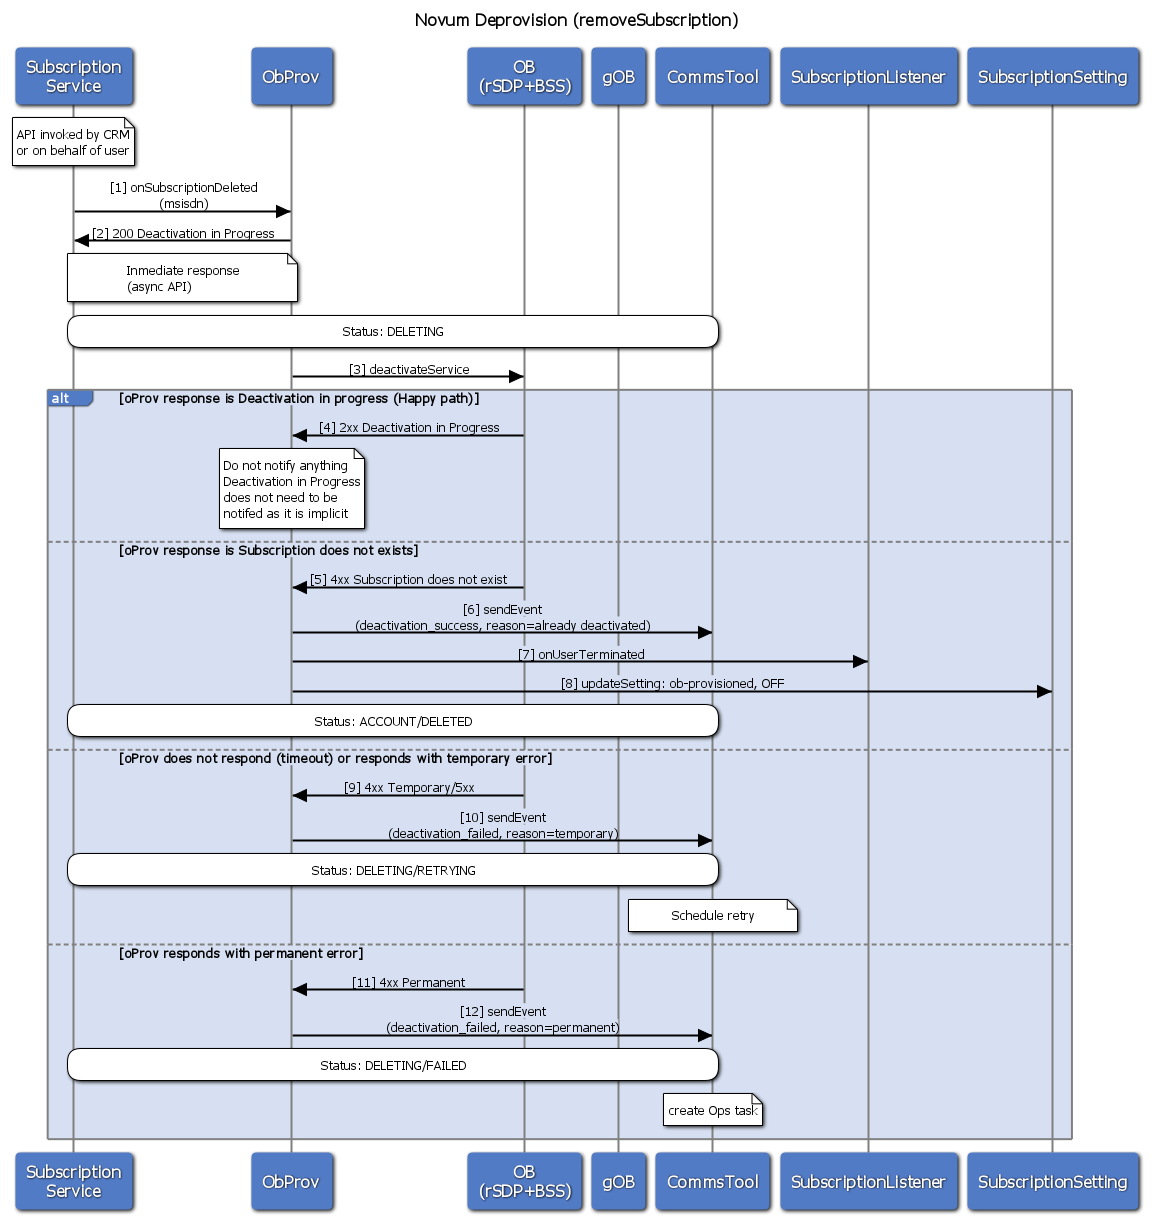 Novum Deprovision (removeSubscription)
Subscription
Service
ObProv
OB
(rSDP+BSS)
gOB
CommsTool
SubscriptionListener
SubscriptionSetting
API invoked by CRM
or on behalf of user
[1] onSubscriptionDeleted
(msisdn)
[2] 200 Deactivation in Progress
Inmediate response
(async API)
Status: DELETING
[3] deactivateService
alt
[oProv response is Deactivation in progress (Happy path)]
[4] 2xx Deactivation in Progress
Do not notify anything
Deactivation in Progress
does not need to be
notifed as it is implicit
[oProv response is Subscription does not exists]
[5] 4xx Subscription does not exist
[6] sendEvent
(deactivation_success, reason=already deactivated)
[7] onUserTerminated
[8] updateSetting: ob-provisioned, OFF
Status: ACCOUNT/DELETED
[oProv does not respond (timeout) or responds with temporary error]
[9] 4xx Temporary/5xx
[10] sendEvent
(deactivation_failed, reason=temporary)
Status: DELETING/RETRYING
Schedule retry
[oProv responds with permanent error]
[11] 4xx Permanent
[12] sendEvent
(deactivation_failed, reason=permanent)
Status: DELETING/FAILED
create Ops task
Subscription
Service
ObProv
OB
(rSDP+BSS)
gOB
CommsTool
SubscriptionListener
SubscriptionSetting